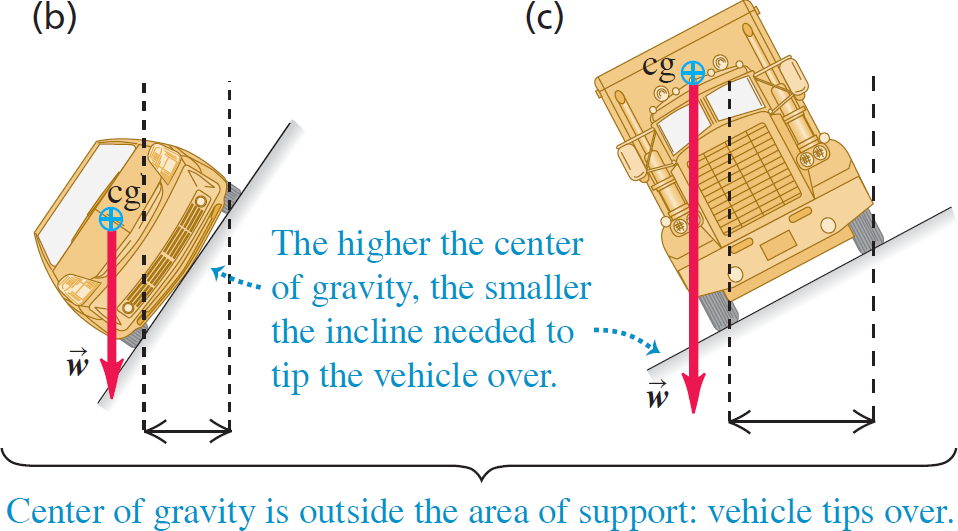 (b)
(c)
cg
cg
The higher the center
of gravity, the smaller
the incline needed to
tip the vehicle over.
w⃗
w⃗
Center of gravity is outside the area of support: vehicle tips over.